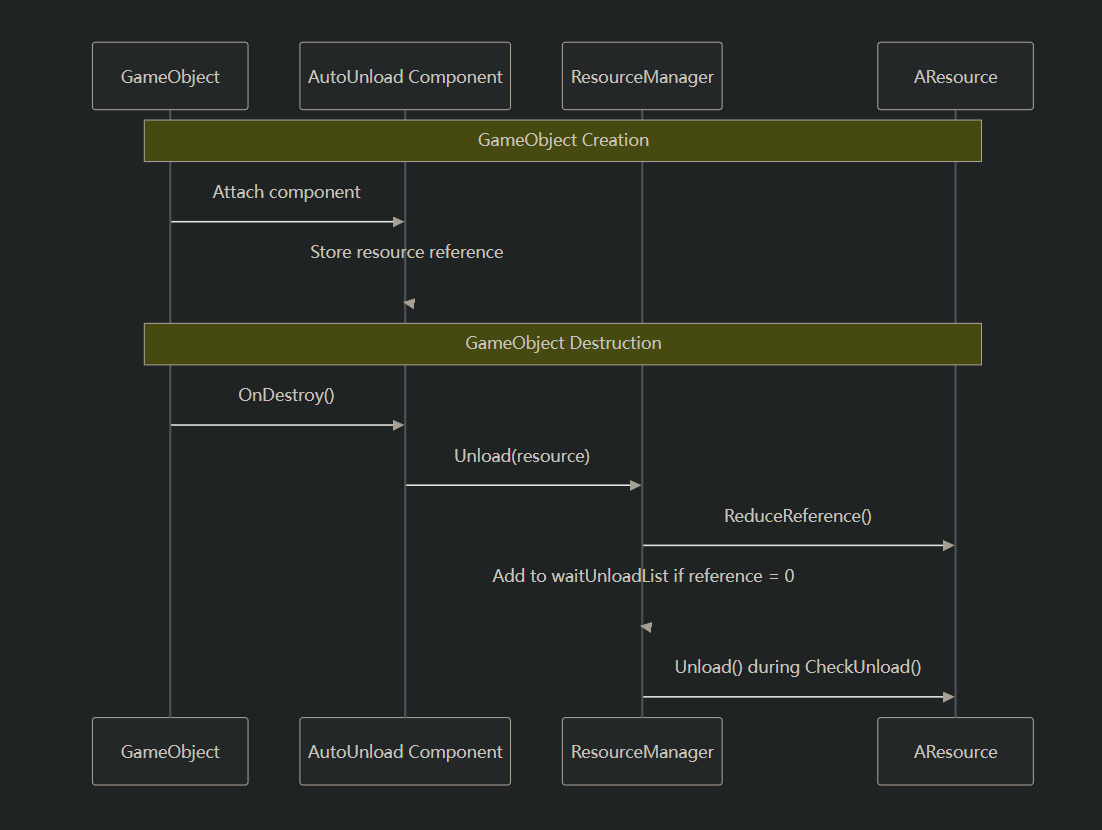 GameObject
AutoUnload Component
ResourceManager
AResource
GameObject Creation
Attach component
Store resource reference
GameObject Destruction
OnDestroy()
Unload(resource)
ReduceReference()
Add to waitUnloadList if reference = 0
Unload() during CheckUnload()
GameObject
AutoUnload Component
ResourceManager
AResource